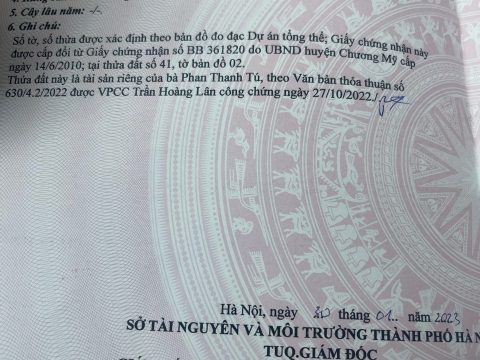 5. Cây lâu năm: -/-
6. Ghi chú:
Số tờ, số thửa được xác định theo bản đồ đo đạc Dự án tổng thể; Giấy chứng nhận này
được cấp đổi từ Giấy chứng nhận số BB 361820 do UBND huyện Chương Mỹ cấp
ngày 14/6/2010; tại thửa đất số 41, tờ bản đồ 02.
Thửa đất này là tài sản riêng của bà Phan Thanh Tú, theo Văn bản thỏa thuận số
630/4.2/2022 được VPCC Trần Hoàng Lân công chứng ngày 27/10/2022./
Hà Nội, ngày tháng 01.. năm 2023
SỞ TÀI NGUYÊN VÀ MÔI TRƯỜNG THÀNH PHỐ HÀ N
TUQ.GIÁM ĐỐC